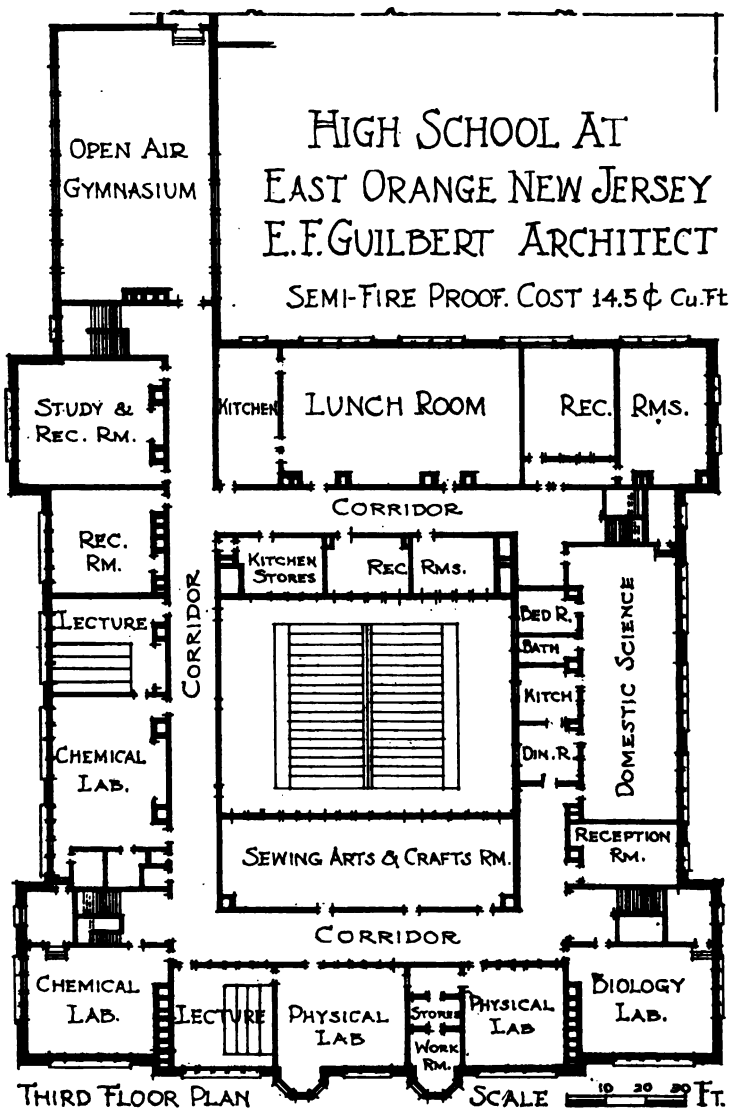 HIGH SCHOOL AT
EAST ORANGE NEW JERSEY
E.F. GUILBERT ARCHITECT
SEMI-FIRE PROOF. COST 14.5¢ CU.FT
OPEN AIR
GYMNASIUM
STUDY &
REC. RM.
KITCHEN
LUNCH ROOM
REC.
RMS.
CORRIDOR
REC.
RM.
KITCHEN
STORES
REC.
RMS.
CORRIDOR
LECTURE
BED R.
BATH
KITCH
DIN.R.
DOMESTIC SCIENCE
CHEMICAL
LAB.
SEWING ARTS & CRAFTS RM.
RECEPTION
RM.
CORRIDOR
CHEMICAL
LAB.
LECTURE
PHYSICAL
LAB
STORES
WORK
RM.
PHYSICAL
LAB
BIOLOGY
LAB.
THIRD FLOOR PLAN
SCALE
10 20 30 FT.